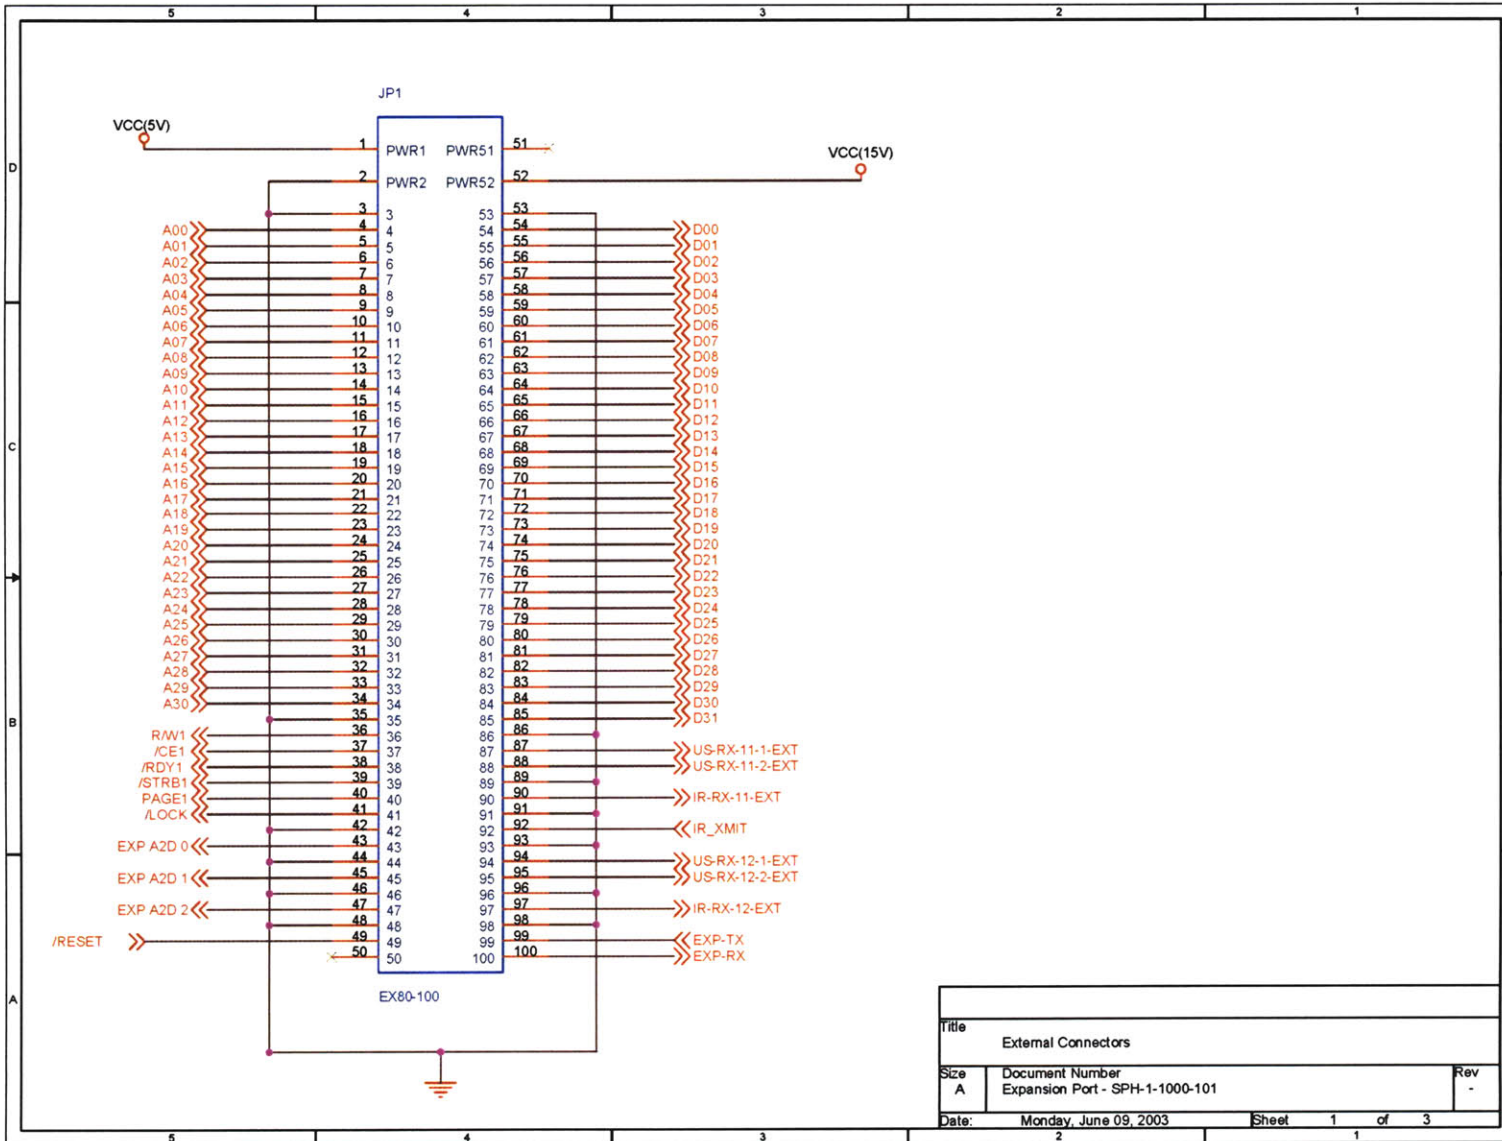 5 4 3 2 1
JP1
VCC(5V)
1 PWR1 PWR51 51
VCC(15V)
D
2 PWR2 PWR52 52
3 3 53 53
A00 4 4 54 54 D00
A01 5 5 55 55 D01
A02 6 6 56 56 D02
A03 7 7 57 57 D03
A04 8 8 58 58 D04
A05 9 9 59 59 D05
A06 10 10 60 60 D06
A07 11 11 61 61 D07
A08 12 12 62 62 D08
A09 13 13 63 63 D09
A10 14 14 64 64 D10
A11 15 15 65 65 D11
A12 16 16 66 66 D12
A13 17 17 67 67 D13
C
A14 18 18 68 68 D14
A15 19 19 69 69 D15
A16 20 20 70 70 D16
A17 21 21 71 71 D17
A18 22 22 72 72 D18
A19 23 23 73 73 D19
A20 24 24 74 74 D20
A21 25 25 75 75 D21
A22 26 26 76 76 D22
A23 27 27 77 77 D23
A24 28 28 78 78 D24
A25 29 29 79 79 D25
A26 30 30 80 80 D26
A27 31 31 81 81 D27
A28 32 32 82 82 D28
A29 33 33 83 83 D29
A30 34 34 84 84 D30
B
35 35 85 85 D31
R/W1 36 36 86 86
/CE1 37 37 87 87 US-RX-11-1-EXT
/RDY1 38 38 88 88 US-RX-11-2-EXT
/STRB1 39 39 89 89
PAGE1 40 40 90 90 IR-RX-11-EXT
/LOCK 41 41 91 91
42 42 92 92 IR_XMIT
EXP A2D 0 43 43 93 93
44 44 94 94 US-RX-12-1-EXT
EXP A2D 1 45 45 95 95 US-RX-12-2-EXT
46 46 96 96
EXP A2D 2 47 47 97 97 IR-RX-12-EXT
48 48 98 98
/RESET 49 49 99 99 EXP-TX
50 50 100 100 EXP-RX
A
EX80-100
Title
External Connectors
Size Document Number Rev
A Expansion Port - SPH-1-1000-101 -
Date: Monday, June 09, 2003 Sheet 1 of 3
5 4 3 2 1